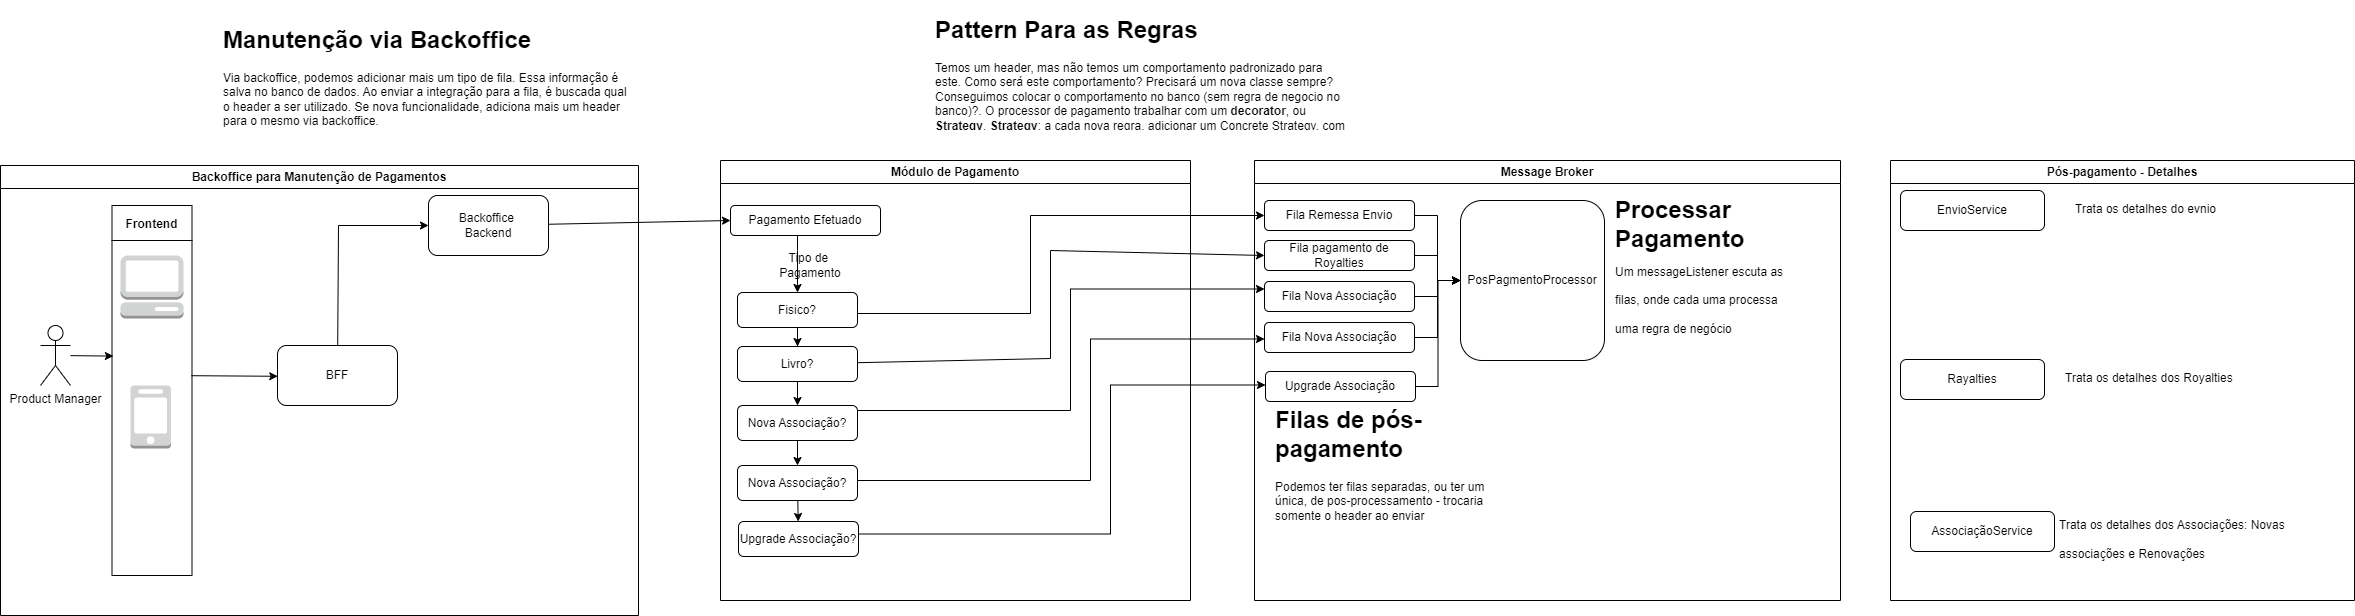 Manutenção via Backoffice
Via backoffice, podemos adicionar mais um tipo de fila. Essa informação é
salva no banco de dados. Ao enviar a integração para a fila, é buscada qual
o header a ser utilizado. Se nova funcionalidade, adiciona mais um header
para o mesmo via backoffice.
Pattern Para as Regras
Temos um header, mas não temos um comportamento padronizado para
este. Como será este comportamento? Precisará um nova classe sempre?
Conseguimos colocar o comportamento no banco (sem regra de negocio no
banco)?. O processor de pagamento trabalhar com um decorator, ou
Strategy. Strategy: a cada nova regra, adicionar um Concrete Strategy, com
Backoffice para Manutenção de Pagamentos
Frontend
Product Manager
BFF
Backoffice
Backend
Módulo de Pagamento
Pagamento Efetuado
Tipo de
Pagamento
Fisico?
Livro?
Nova Associação?
Nova Associação?
Upgrade Associação?
Message Broker
Fila Remessa Envio
Fila pagamento de
Royalties
Fila Nova Associação
Fila Nova Associação
Upgrade Associação
Filas de pós-
pagamento
Podemos ter filas separadas, ou ter um
única, de pos-processamento - trocaria
somente o header ao enviar
PosPagmentoProcessor
Processar
Pagamento
Um messageListener escuta as
filas, onde cada uma processa
uma regra de negócio
Pós-pagamento - Detalhes
EnvioService
Trata os detalhes do evnio
Rayalties
Trata os detalhes dos Royalties
AssociaçãoService
Trata os detalhes dos Associações: Novas
associações e Renovações